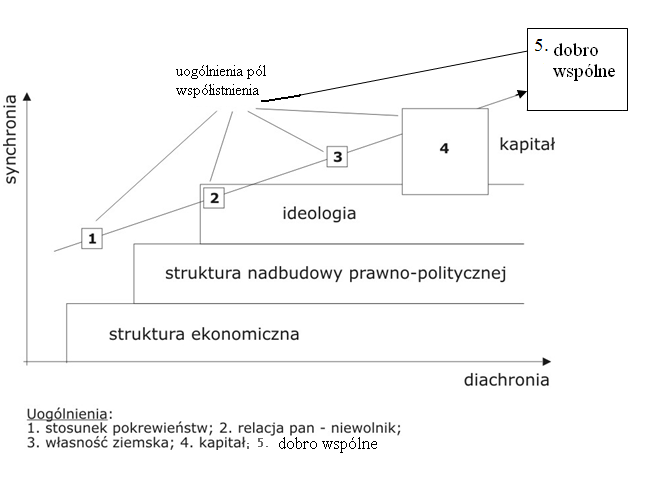 5. dobro
wspólne
uogólnienia pól
współistnienia
synchronia
3
4
kapitał
2
ideologia
1
struktura nadbudowy prawno-politycznej
struktura ekonomiczna
diachronia
Uogólnienia:
1. stosunek pokrewieństw; 2. relacja pan - niewolnik;
3. własność ziemska; 4. kapitał; 5. dobro wspólne